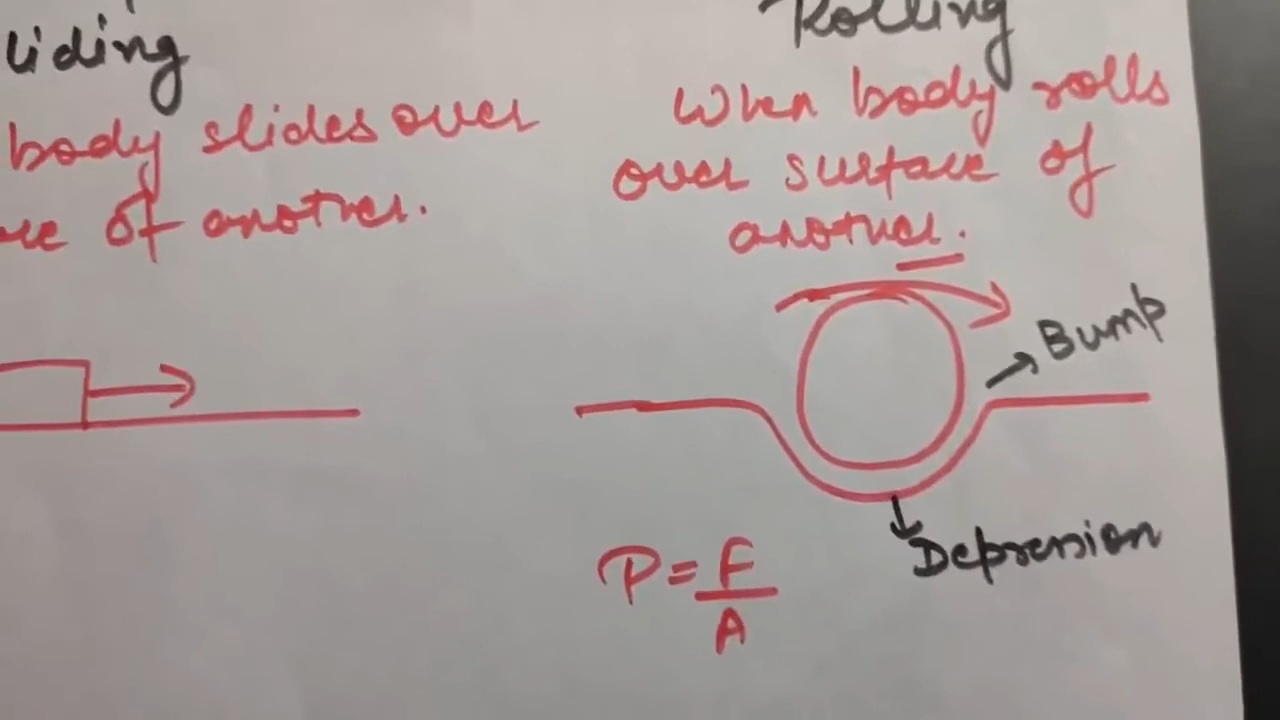 liding
body slides over
of another.
Rolling
When body rolls
over surface of
another.
Bump
Depression
P = F
A